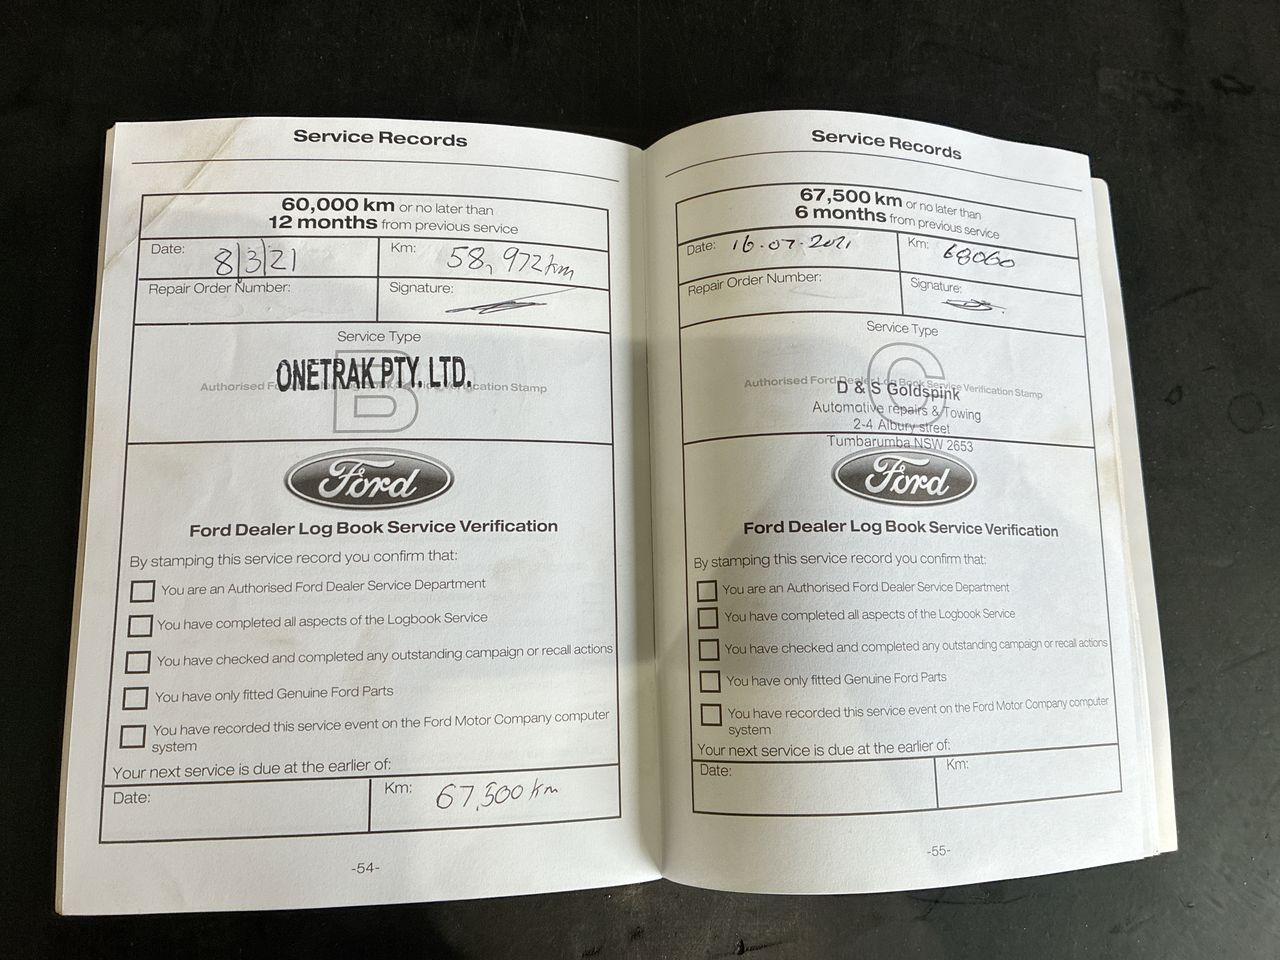 Service Records
60,000 km or no later than
12 months from previous service
Date: 8/3/21
Km: 58,972km
Repair Order Number:
Signature:
Service Type
B
Authorised Ford Dealer Log Book Service Verification Stamp
ONETRAK PTY. LTD.
Ford
Ford Dealer Log Book Service Verification
By stamping this service record you confirm that:
You are an Authorised Ford Dealer Service Department
You have completed all aspects of the Logbook Service
You have checked and completed any outstanding campaign or recall actions
You have only fitted Genuine Ford Parts
You have recorded this service event on the Ford Motor Company computer
system
Your next service is due at the earlier of:
Date:
Km: 67,500 km
-54-
Service Records
67,500 km or no later than
6 months from previous service
Date: 16-07-2021
Km: 68060
Repair Order Number:
Signature:
Service Type
C
Authorised Ford Dealer Log Book Service Verification Stamp
D & S Goldspink
Automotive repairs & Towing
2-4 Albury street
Tumbarumba NSW 2653
Ford
Ford Dealer Log Book Service Verification
By stamping this service record you confirm that:
You are an Authorised Ford Dealer Service Department
You have completed all aspects of the Logbook Service
You have checked and completed any outstanding campaign or recall actions
You have only fitted Genuine Ford Parts
You have recorded this service event on the Ford Motor Company computer
system
Your next service is due at the earlier of:
Date:
Km:
-55-